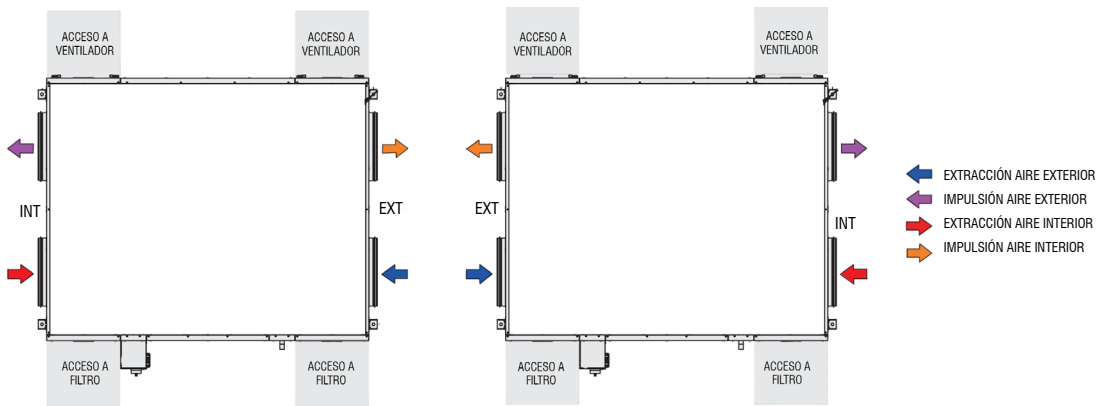 ACCESO A
VENTILADOR
ACCESO A
VENTILADOR
INT
EXT
ACCESO A
FILTRO
ACCESO A
FILTRO
ACCESO A
VENTILADOR
ACCESO A
VENTILADOR
EXT
INT
ACCESO A
FILTRO
ACCESO A
FILTRO
EXTRACCIÓN AIRE EXTERIOR
IMPULSIÓN AIRE EXTERIOR
EXTRACCIÓN AIRE INTERIOR
IMPULSIÓN AIRE INTERIOR